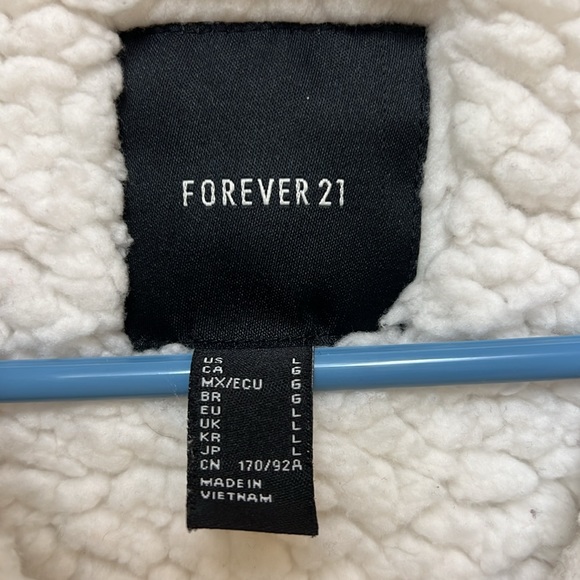 FOREVER 21
US L
CA G
MX/ECU G
BR G
EU L
UK L
KR L
JP L
CN 170/92A
MADE IN
VIETNAM